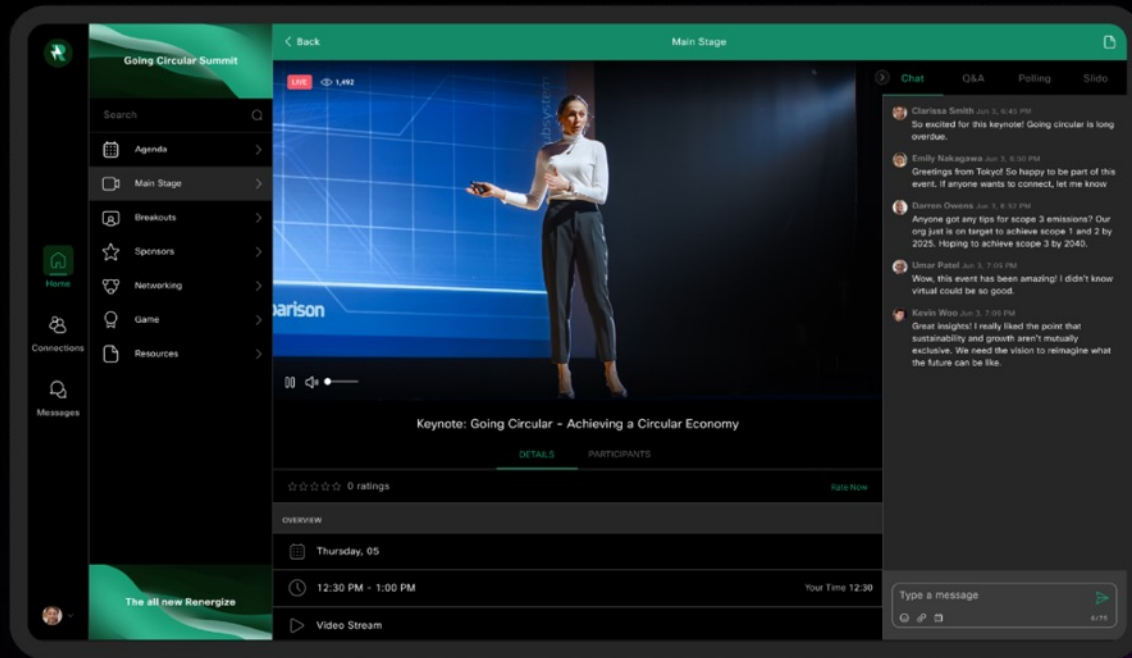 Going Circular Summit
Search
Agenda
Main Stage
Breakouts
Sponsors
Networking
Game
Resources
Home
Connections
Messages
The all new Renergize
Back
Main Stage
LIVE 1,492
ubsystem
parison
Keynote: Going Circular - Achieving a Circular Economy
DETAILS PARTICIPANTS
0 ratings
Rate Now
OVERVIEW
Thursday, 05
12:30 PM - 1:00 PM
Your Time 12:30
Video Stream
Chat Q&A Polling Slido
Clarissa Smith Jun 3, 6:45 PM
So excited for this keynote! Going circular is long
overdue.
Emily Nakagawa Jun 3, 6:50 PM
Greetings from Tokyo! So happy to be part of this
event. If anyone wants to connect, let me know
Darren Owens Jun 3, 6:52 PM
Anyone got any tips for scope 3 emissions? Our
org just is on target to achieve scope 1 and 2 by
2025. Hoping to achieve scope 3 by 2040.
Umar Patel Jun 3, 7:05 PM
Wow, this event has been amazing! I didn't know
virtual could be so good.
Kevin Woo Jun 3, 7:09 PM
Great insights! I really liked the point that
sustainability and growth aren't mutually
exclusive. We need the vision to reimagine what
the future can be like.
Type a message
6/75